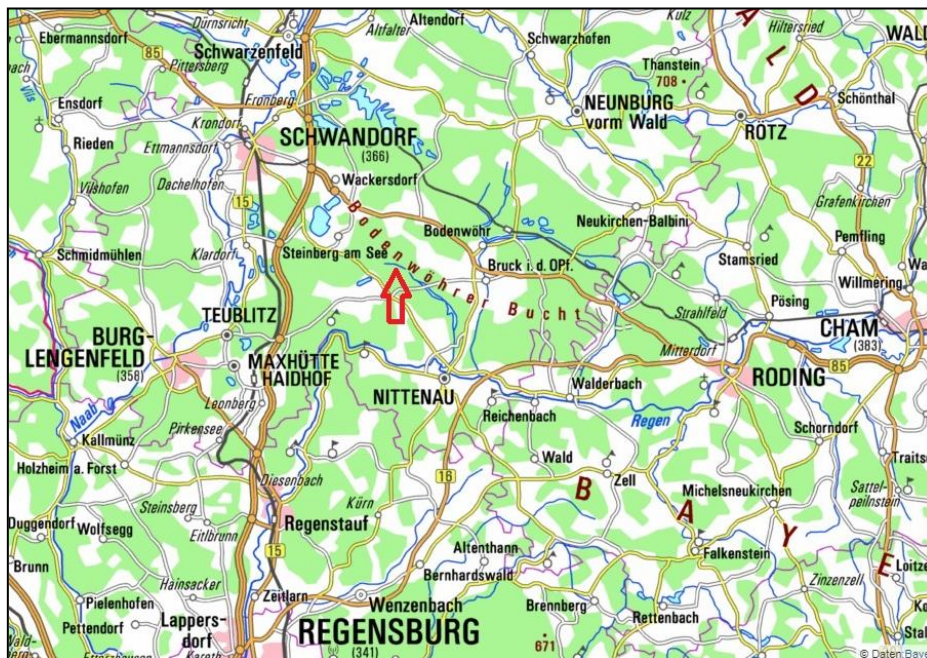 Dürnsricht
Altendorf
Kulz
Hiltersried
WALD
Ebermannsdorf
Altfalter
Schwarzhofen
A
85
Schwarzenfeld
Thanstein
L
Pittersberg
708
D
Vils
Ensdorf
Fronberg
NEUNBURG
vorm Wald
Schönthal
Krondorf
SCHWANDORF
RÖTZ
Rieden
Ettmannsdorf
(366)
22
Vilshofen
Dachelhofen
Wackersdorf
15
Neukirchen-Balbini
Grafenkirchen
Klardorf
Steinberg am See
Bodenwöhr
Pemfling
Schmidmühlen
Bodenwöhrer Bucht
Bruck i. d. OPf.
Stamsried
Willmering
TEUBLITZ
Strahlfeld
Pösing
CHAM
(383)
BURG-
LENGENFELD
(358)
MAXHÜTTE
HAIDHOF
Mitterdorf
85
NITTENAU
Walderbach
RODING
Leonberg
Reichenbach
Regen
Naab
Kallmünz
Pirkensee
Schorndorf
Holzheim a. Forst
Wald
Traitsc
Diesenbach
16
Zell
Steinsberg
Kürn
B
Michelsneukirchen
Sattel-
peilnstein
Duggendorf
Wolfsegg
Eitlbrunn
Regenstauf
A
15
Altenthann
Falkenstein
Y
Brunn
Bernhardswald
E
Loitze
Hainsacker
Zinzenzell
Pielenhofen
Zeitlarn
Wenzenbach
Brennberg
Rettenbach
Pettendorf
Lappers-
dorf
REGENSBURG
(341)
671
Kareth
© Daten:Baye